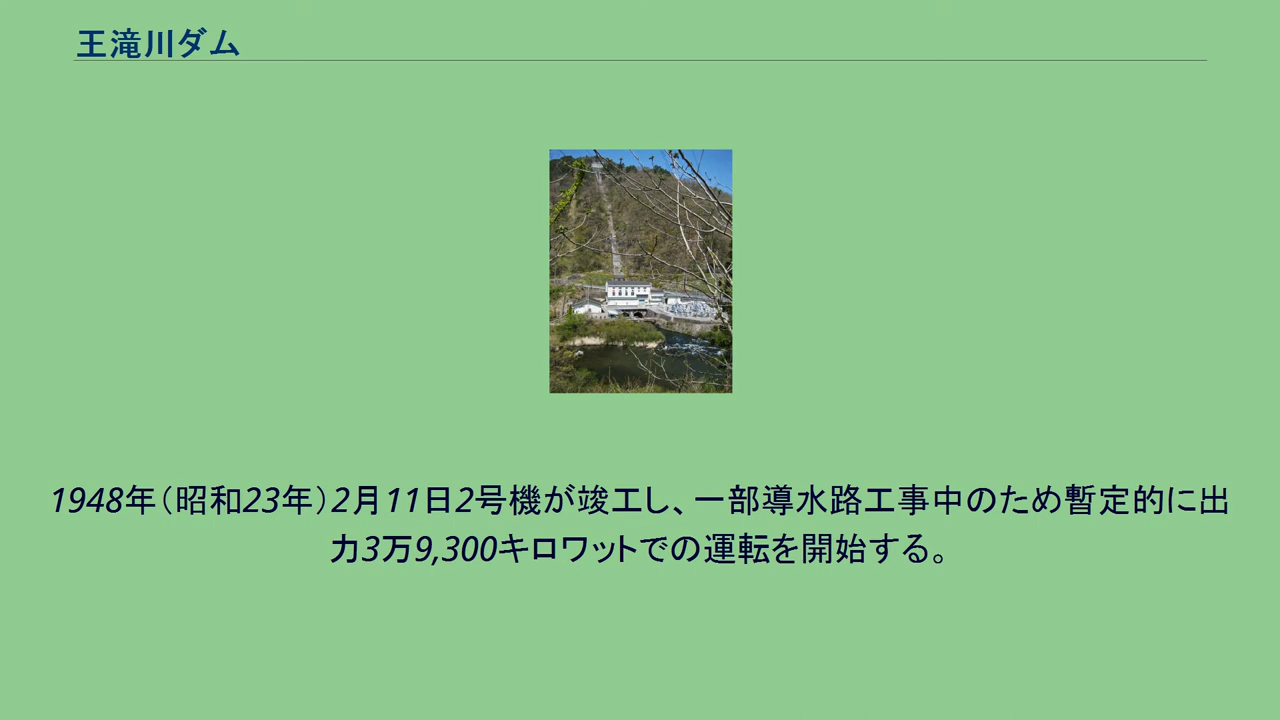 王滝川ダム
1948年（昭和23年）2月11日2号機が竣工し、一部導水路工事中のため暫定的に出
力3万9,300キロワットでの運転を開始する。